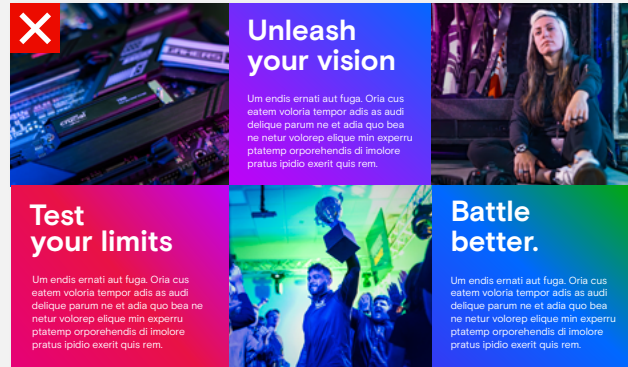 GAMERS
crucial
Unleash
your vision
Um endis ernati aut fuga. Oria cus
eatem voloria tempor adis as audi
delique parum ne et adia quo bea
ne netur volorep elique min experru
ptatemp orporehendis di imolore
pratus ipidio exerit quis rem.
Test
your limits
Um endis ernati aut fuga. Oria cus
eatem voloria tempor adis as audi
delique parum ne et adia quo bea ne
netur volorep elique min experru
ptatemp orporehendis di imolore
pratus ipidio exerit quis rem.
Battle
better.
Um endis ernati aut fuga. Oria cus
eatem voloria tempor adis as audi
delique parum ne et adia quo bea
ne netur volorep elique min experru
ptatemp orporehendis di imolore
pratus ipidio exerit quis rem.